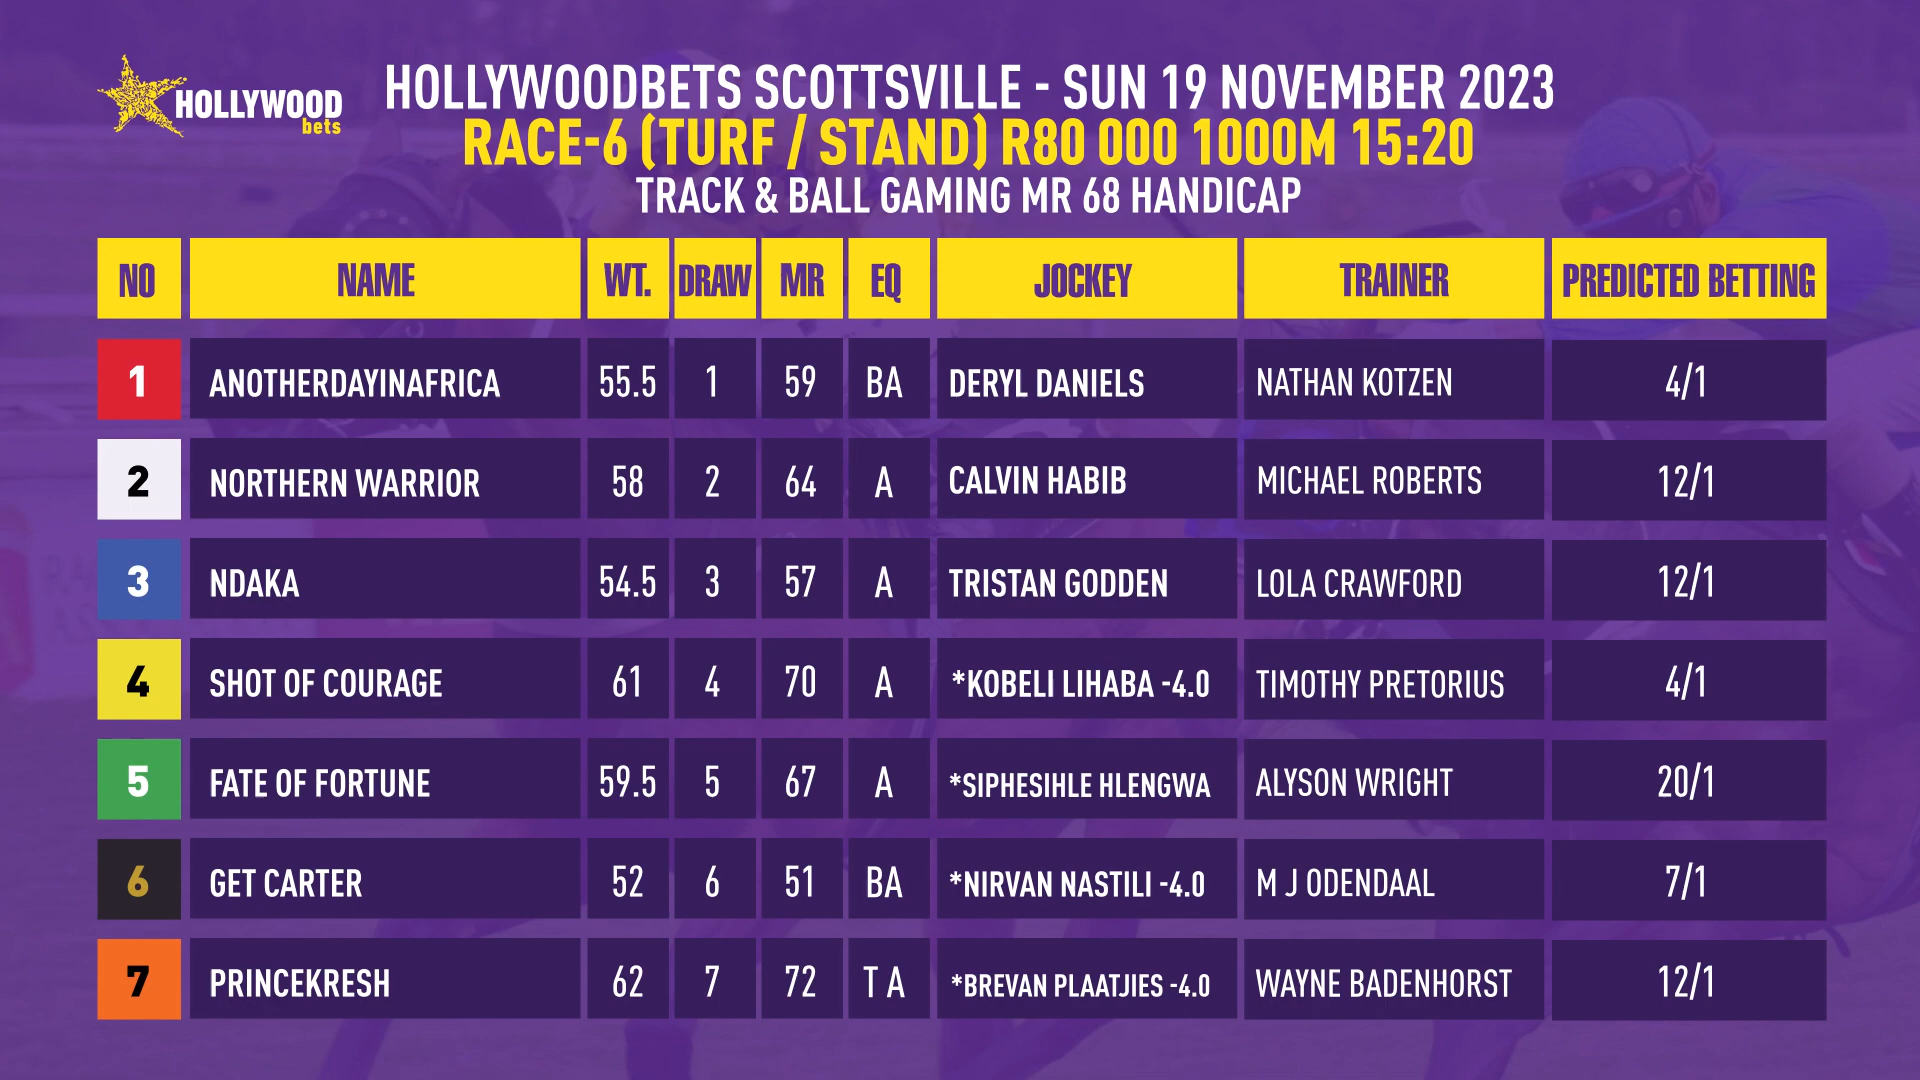 HOLLYWOOD
bets
HOLLYWOODBETS SCOTTSVILLE - SUN 19 NOVEMBER 2023
RACE-6 (TURF / STAND) R80 000 1000M 15:20
TRACK & BALL GAMING MR 68 HANDICAP
NO NAME WT. DRAW MR EQ JOCKEY TRAINER PREDICTED BETTING
1 ANOTHERDAYINAFRICA 55.5 1 59 BA DERYL DANIELS NATHAN KOTZEN 4/1
2 NORTHERN WARRIOR 58 2 64 A CALVIN HABIB MICHAEL ROBERTS 12/1
3 NDAKA 54.5 3 57 A TRISTAN GODDEN LOLA CRAWFORD 12/1
4 SHOT OF COURAGE 61 4 70 A *KOBELI LIHABA -4.0 TIMOTHY PRETORIUS 4/1
5 FATE OF FORTUNE 59.5 5 67 A *SIPHESIHLE HLENGWA ALYSON WRIGHT 20/1
6 GET CARTER 52 6 51 BA *NIRVAN NASTILI -4.0 M J ODENDAAL 7/1
7 PRINCEKRESH 62 7 72 T A *BREVAN PLAATJIES -4.0 WAYNE BADENHORST 12/1